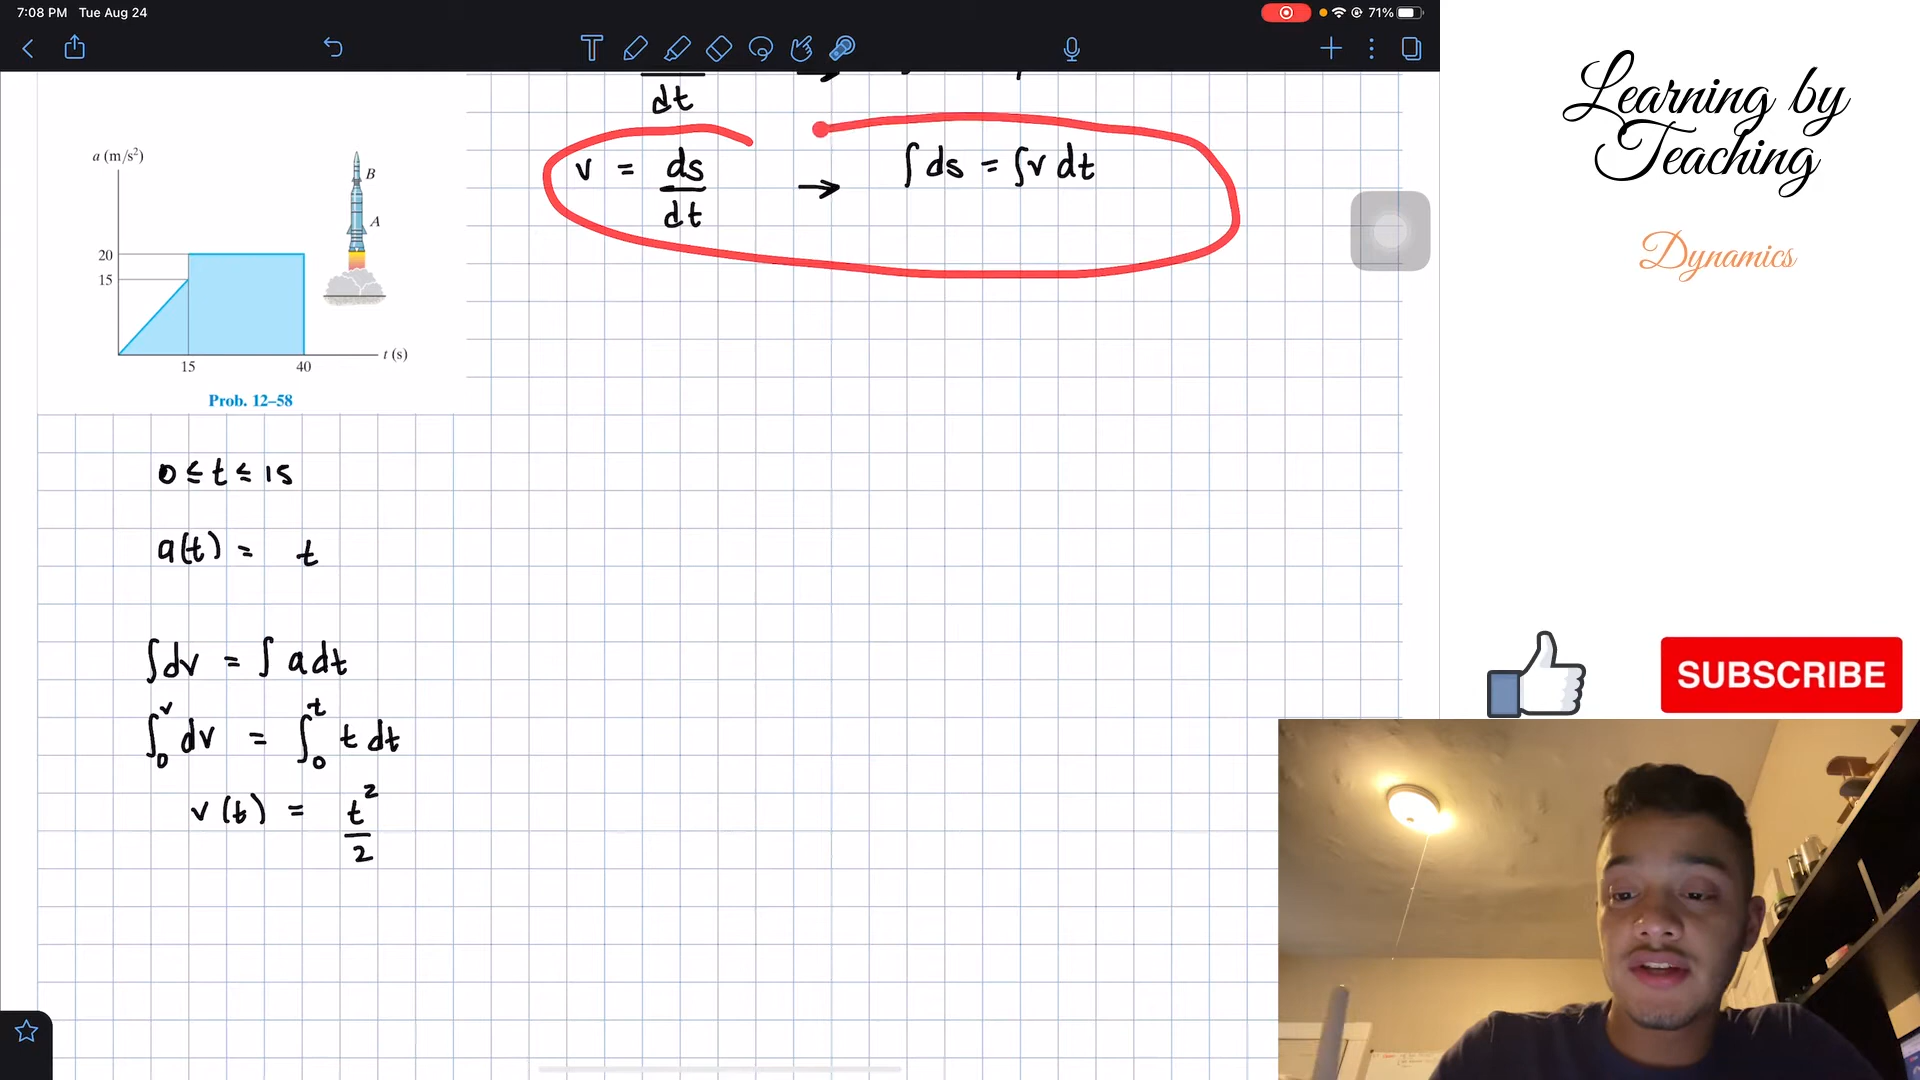 7:08 PM Tue Aug 24
71%
dt
v = ds/dt → ∫ ds = ∫ v dt
a (m/s²)
B
A
20
15
15
40
t (s)
Prob. 12–58
0 ≤ t ≤ 15
a(t) = t
∫dv = ∫ a dt
∫₀ᵛ dv = ∫₀ᵗ t dt
v(t) = t²/2
Learning by
Teaching
Dynamics
SUBSCRIBE